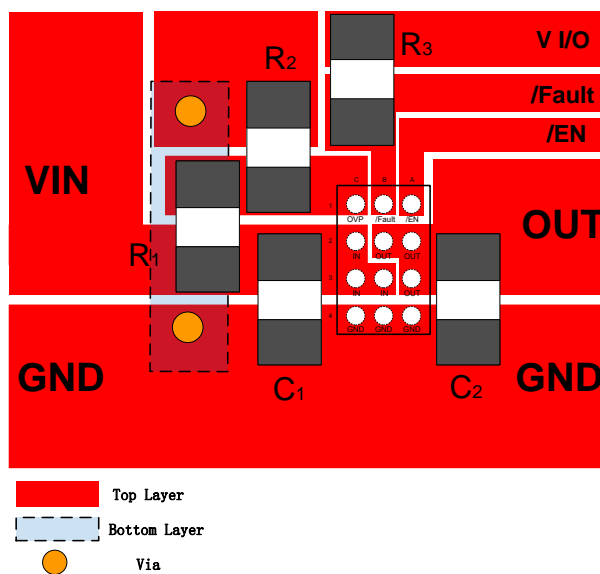 V I/O
R3
R2
/Fault
/EN
VIN
C B A
1
OVP /Fault /EN
OUT
2
IN OUT OUT
R1
3
IN IN OUT
4
GND GND GND
GND
C1
C2
GND
Top Layer
Bottom Layer
Via